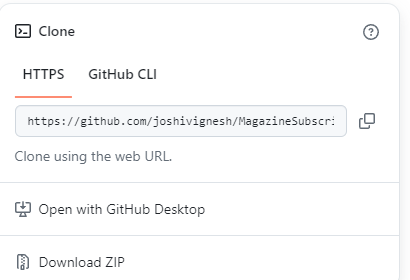 Clone
HTTPS GitHub CLI
https://github.com/joshivignesh/MagazineSubscri
Clone using the web URL.
Open with GitHub Desktop
Download ZIP